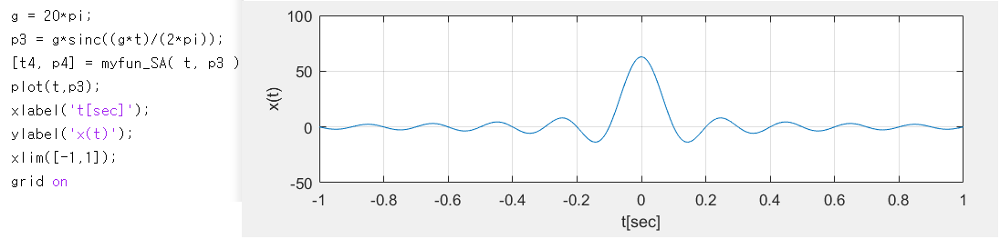 g = 20*pi;
p3 = g*sinc((g*t)/(2*pi));
[t4, p4] = myfun_SA( t, p3 )
plot(t,p3);
xlabel('t[sec]');
ylabel('x(t)');
xlim([-1,1]);
grid on
100
50
0
-50
x(t)
-1 -0.8 -0.6 -0.4 -0.2 0 0.2 0.4 0.6 0.8 1
t[sec]